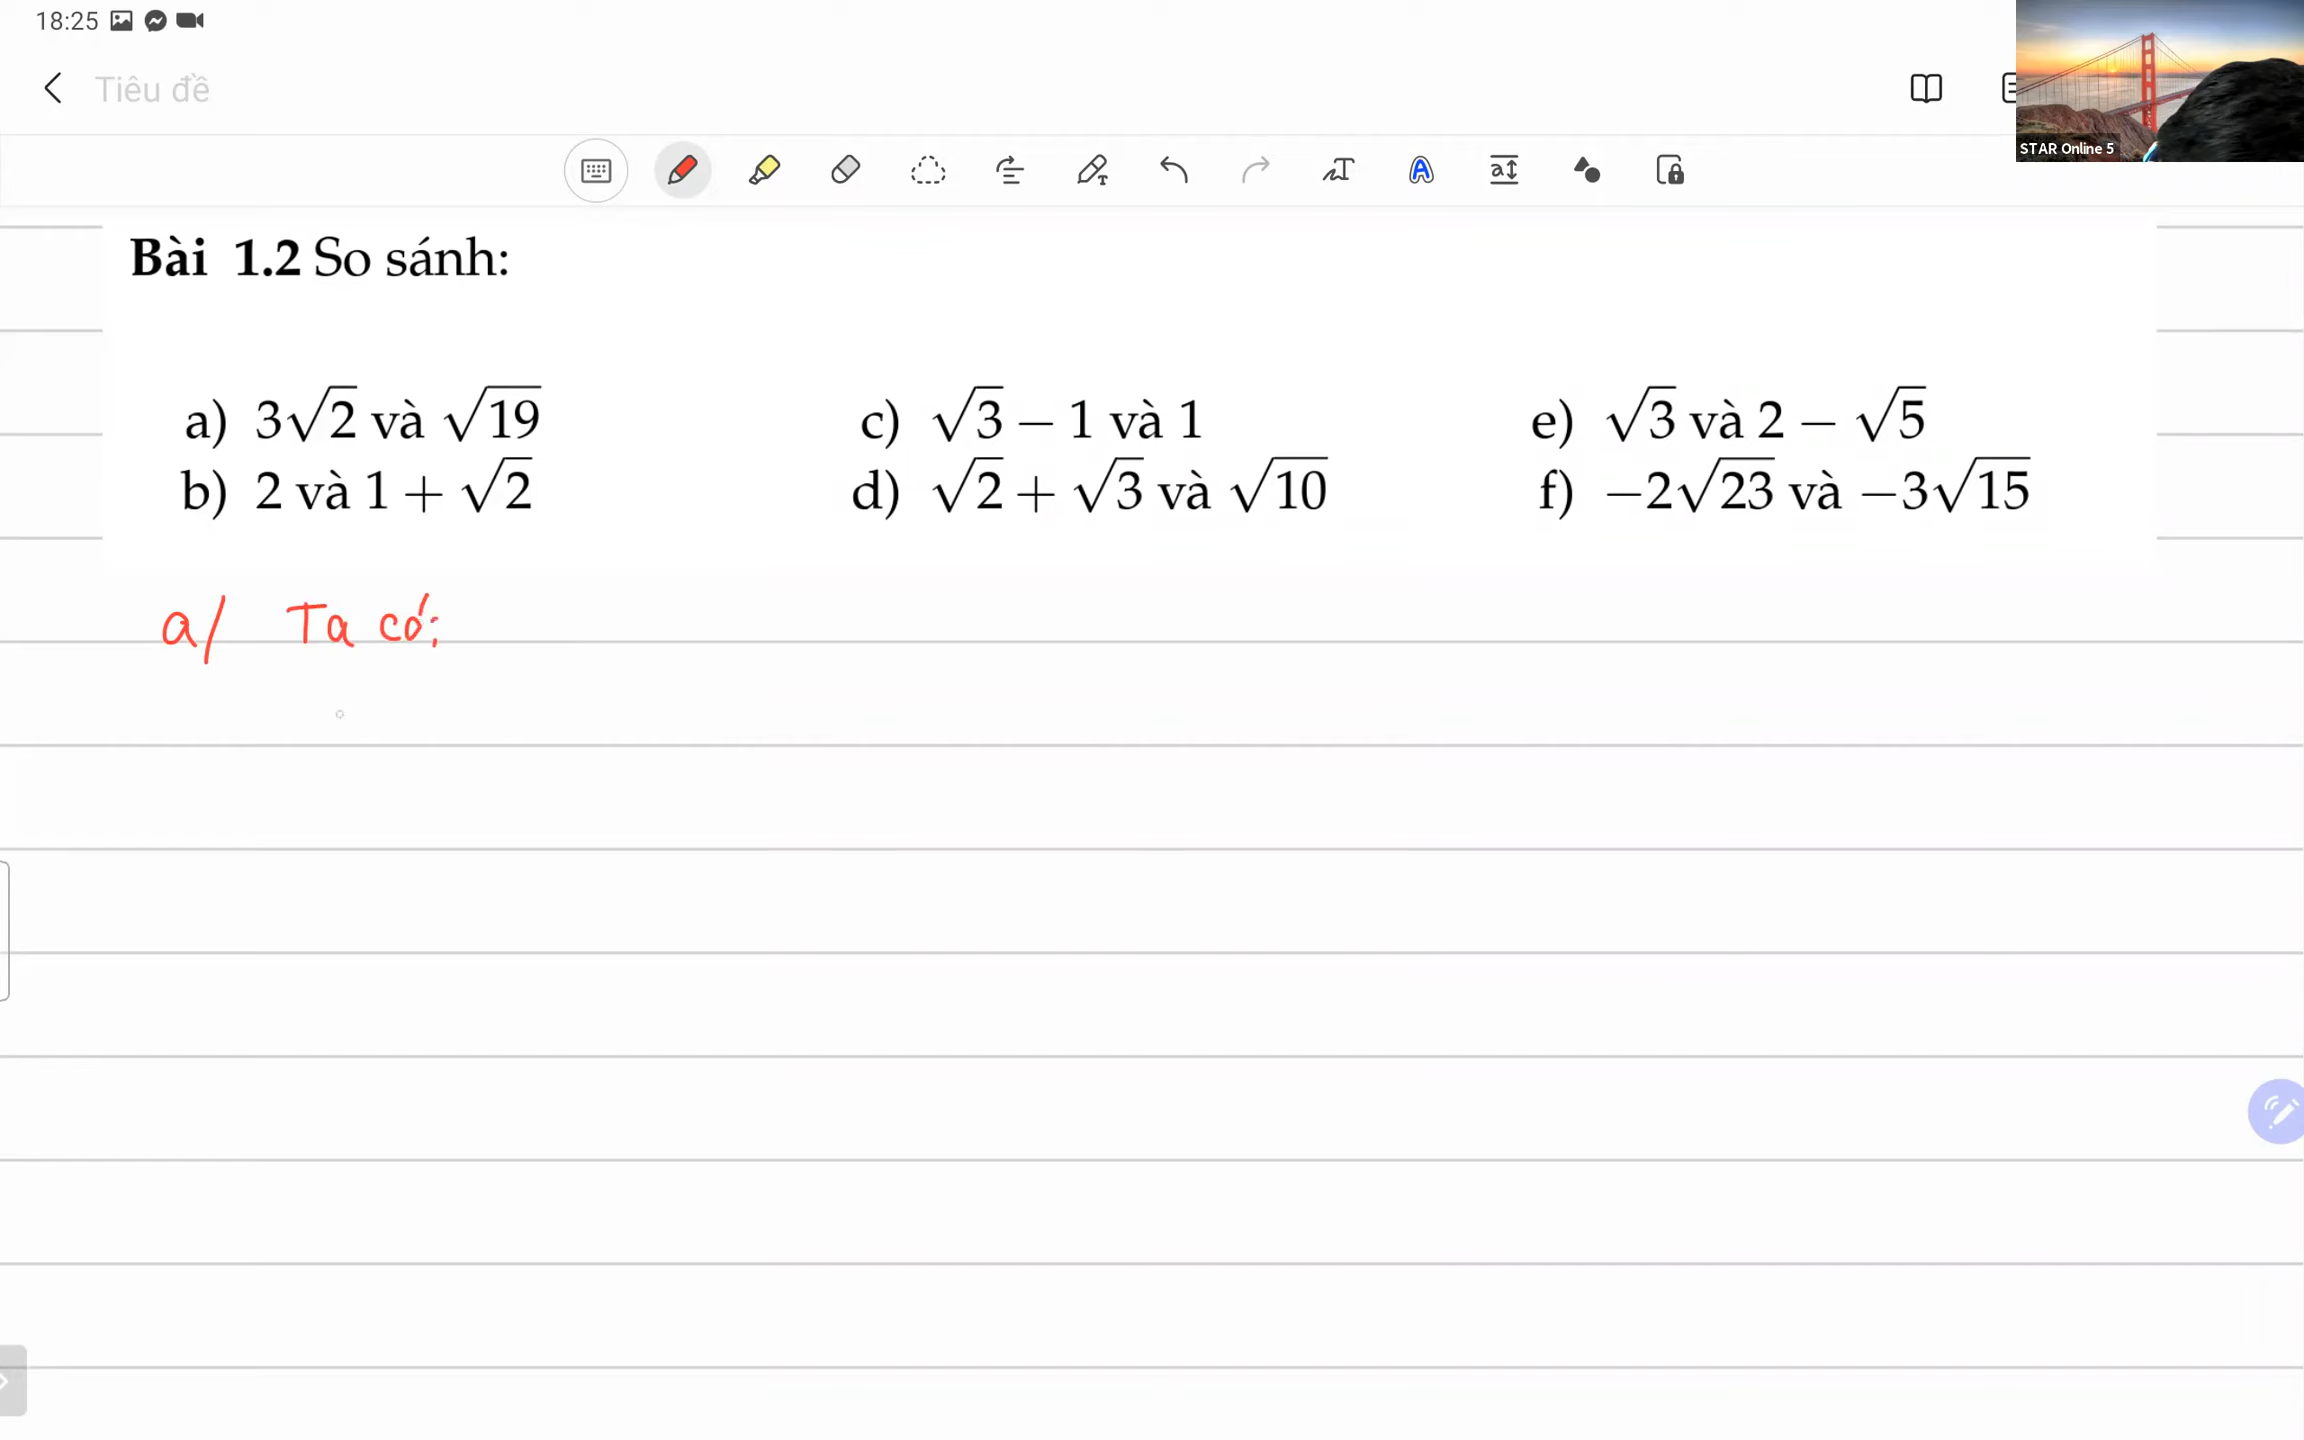 18:25
Tiêu đề
STAR Online 5
Bài 1.2 So sánh:
a) 3√2 và √19
b) 2 và 1 + √2
c) √3 − 1 và 1
d) √2 + √3 và √10
e) √3 và 2 − √5
f) −2√23 và −3√15
a/ Ta có: